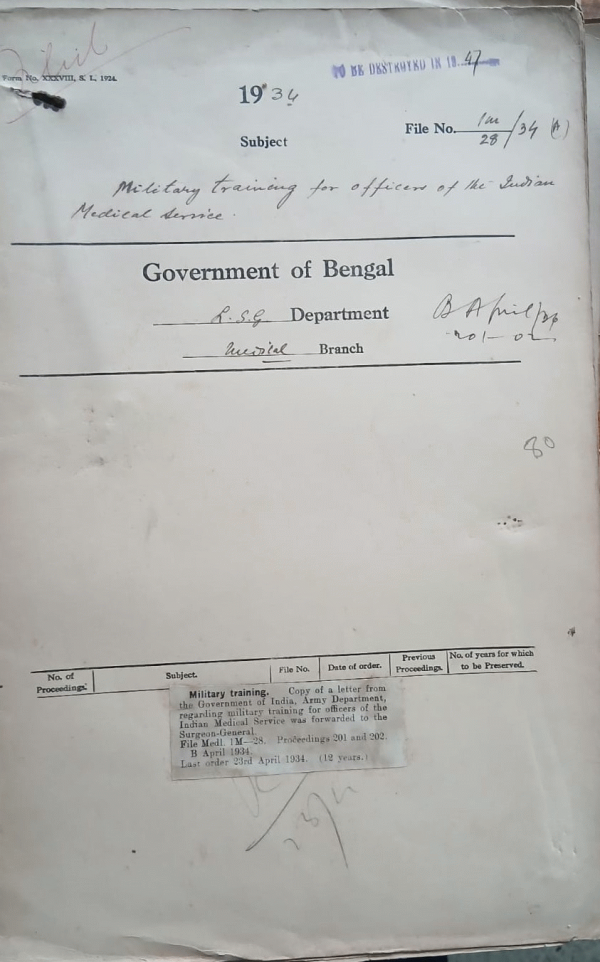 Filed
Form No. XXXVIII, & L, 1924.
TO BE DESTROYED IN 19 47
1934
File No. 1M/28/34 (A)
Subject
Military training for officers of the Indian
Medical Service.
Government of Bengal
L.S.G Department
Medical Branch
B April/34
201-02
80
No. of Proceedings. Subject. File No. Date of order. Previous Proceedings. No. of years for which to be Preserved.
Military training. Copy of a letter from
the Government of India, Army Department,
regarding military training for officers of the
Indian Medical Service was forwarded to the
Surgeon-General.
File Medl. 1M—28. Proceedings 201 and 202.
B April 1934.
Last order 23rd April 1934. (12 years.)